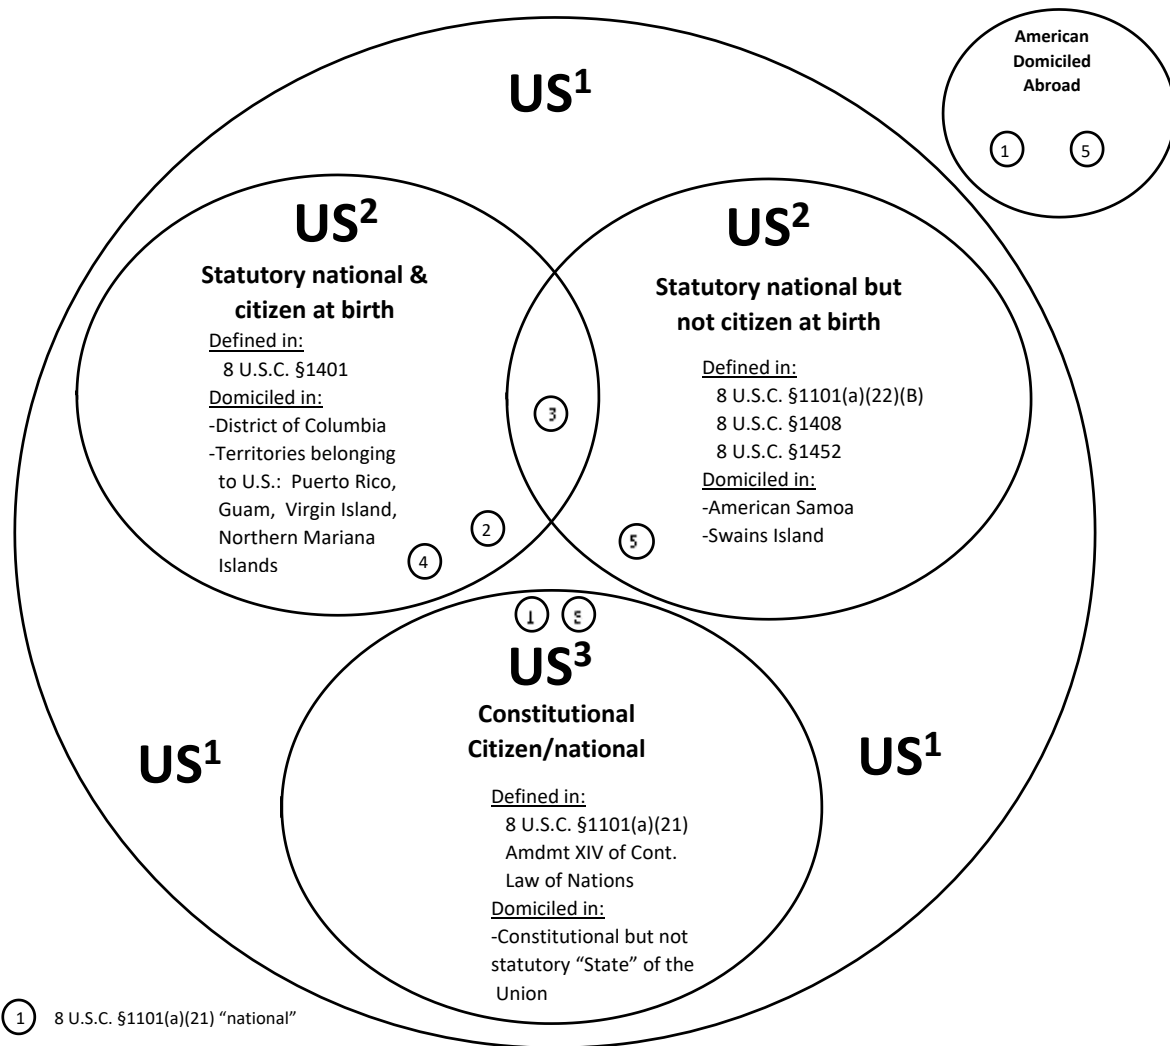 American
Domiciled
Abroad
1 5
US¹
US²
Statutory national &
citizen at birth
Defined in:
8 U.S.C. §1401
Domiciled in:
-District of Columbia
-Territories belonging
to U.S.: Puerto Rico,
Guam, Virgin Island,
Northern Mariana
Islands
2
4
3
US²
Statutory national but
not citizen at birth
Defined in:
8 U.S.C. §1101(a)(22)(B)
8 U.S.C. §1408
8 U.S.C. §1452
Domiciled in:
-American Samoa
-Swains Island
5
1
US³
Constitutional
Citizen/national
Defined in:
8 U.S.C. §1101(a)(21)
Amdmt XIV of Cont.
Law of Nations
Domiciled in:
-Constitutional but not
statutory “State” of the
Union
US¹
US¹
1 8 U.S.C. §1101(a)(21) “national”